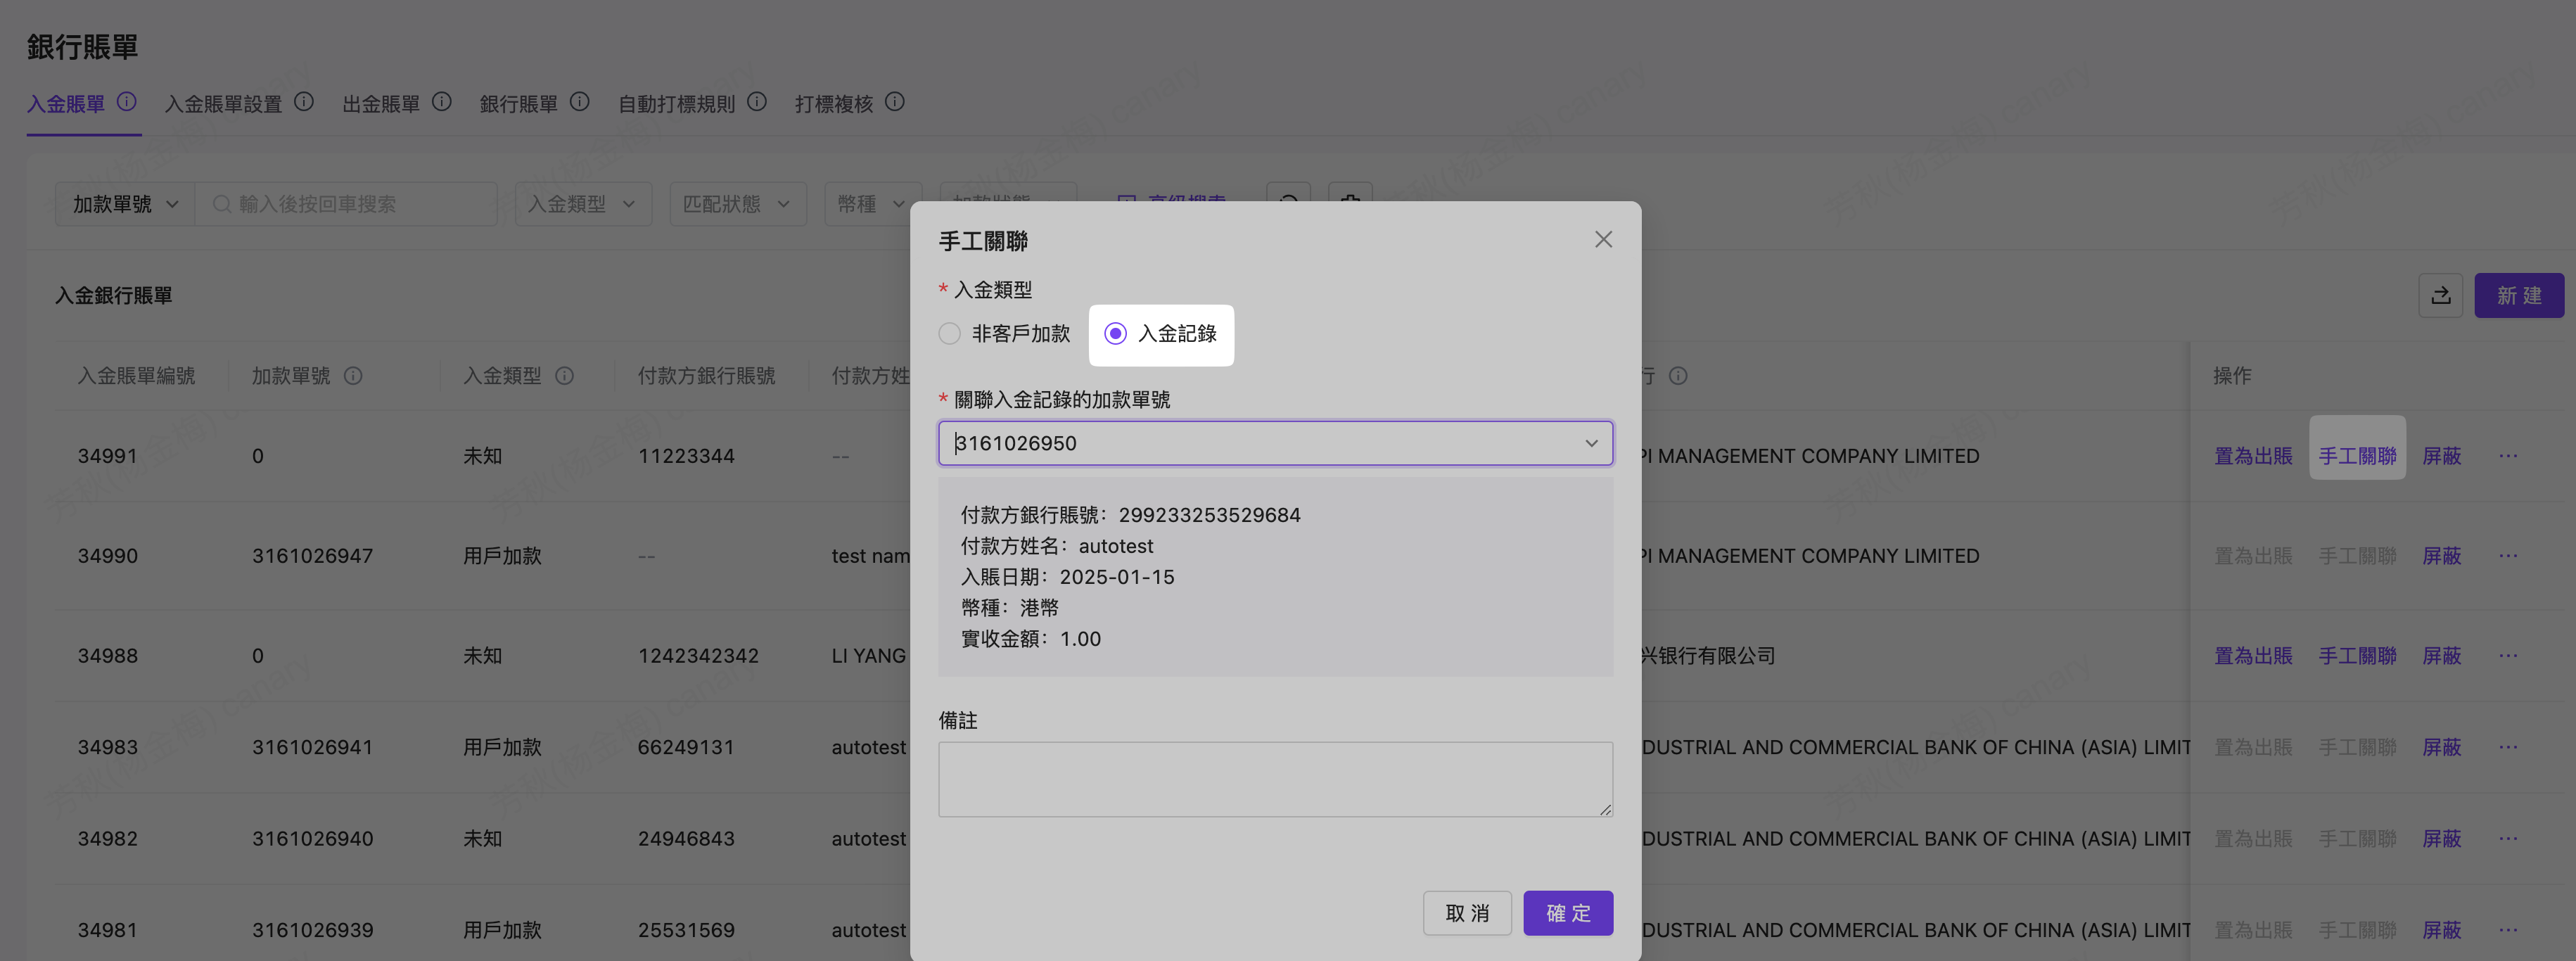 銀行賬單
入金賬單 入金賬單設置 出金賬單 銀行賬單 自動打標規則 打標複核
加款單號 輸入後按回車搜索 入金類型 匹配狀態 幣種 加款狀態 高級搜索
入金銀行賬單 新 建
入金賬單編號 加款單號 入金類型 付款方銀行賬號 付款方姓 行 操作
34991 0 未知 11223344 -- PI MANAGEMENT COMPANY LIMITED 置為出賬 手工關聯 屏蔽 ...
34990 3161026947 用戶加款 -- test nam PI MANAGEMENT COMPANY LIMITED 置為出賬 手工關聯 屏蔽 ...
34988 0 未知 1242342342 LI YANG 兴银行有限公司 置為出賬 手工關聯 屏蔽 ...
34983 3161026941 用戶加款 66249131 autotest DUSTRIAL AND COMMERCIAL BANK OF CHINA (ASIA) LIMIT 置為出賬 手工關聯 屏蔽 ...
34982 3161026940 未知 24946843 autotest DUSTRIAL AND COMMERCIAL BANK OF CHINA (ASIA) LIMIT 置為出賬 手工關聯 屏蔽 ...
34981 3161026939 用戶加款 25531569 autotest DUSTRIAL AND COMMERCIAL BANK OF CHINA (ASIA) LIMIT 置為出賬 手工關聯 屏蔽 ...
手工關聯
* 入金類型
非客戶加款 入金記錄
* 關聯入金記錄的加款單號
3161026950
付款方銀行賬號：299233253529684
付款方姓名：autotest
入賬日期：2025-01-15
幣種：港幣
實收金額：1.00
備註
取 消 確 定
芳秋(杨金梅) canary